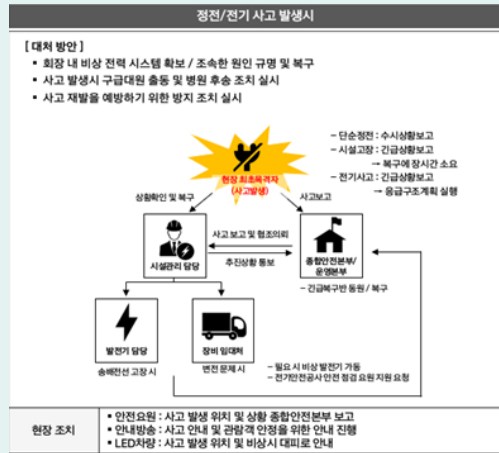 정전/전기 사고 발생시
[ 대처 방안 ]
▪ 회장 내 비상 전력 시스템 확보 / 조속한 원인 규명 및 복구
▪ 사고 발생시 구급대원 출동 및 병원 후송 조치 실시
▪ 사고 재발을 예방하기 위한 방지 조치 실시
– 단순정전 : 수시상황보고
– 시설고장 : 긴급상황보고
→ 복구에 장시간 소요
– 전기사고 : 긴급상황보고
→ 응급구조계획 실행
현장 최초목격자
(사고발생)
상황확인 및 복구
사고보고
사고 보고 및 협조의뢰
추진상황 통보
시설관리 담당
종합안전본부/
운영본부
– 긴급복구반 동원 / 복구
발전기 담당
장비 임대처
송배전선 고장 시
변전 문제 시
– 필요 시 비상 발전기 가동
– 전기안전공사 안전 점검 요원 지원 요청
현장 조치
▪ 안전요원 : 사고 발생 위치 및 상황 종합안전본부 보고
▪ 안내방송 : 사고 안내 및 관람객 안정을 위한 안내 진행
▪ LED차량 : 사고 발생 위치 및 비상시 대피로 안내